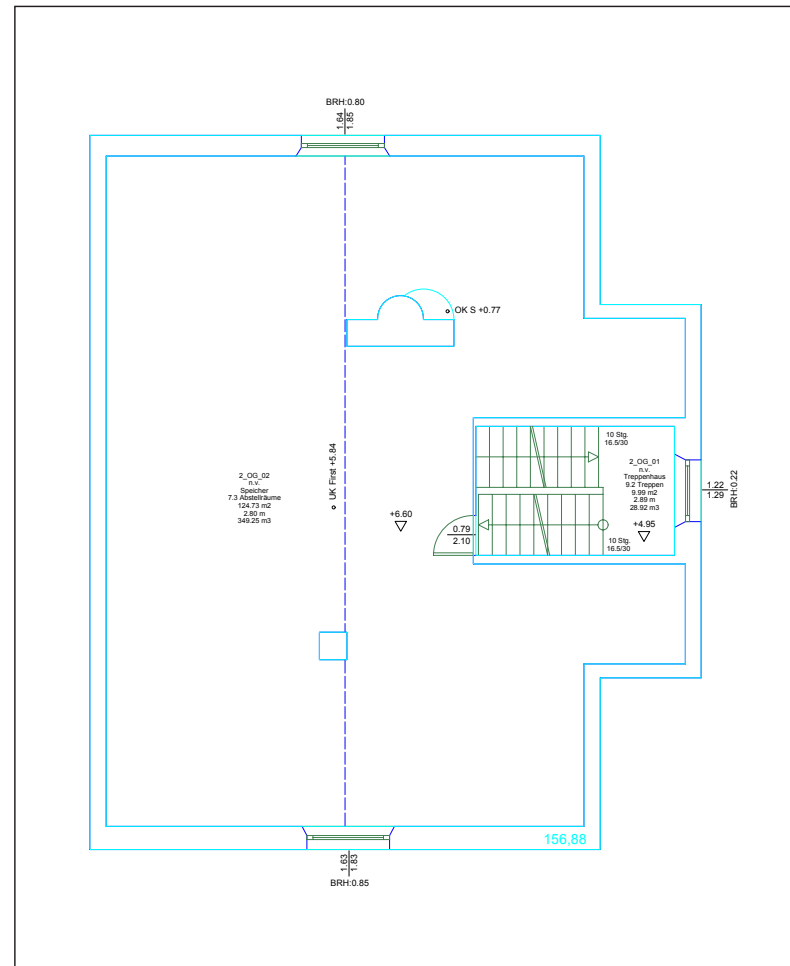 BRH:0.80
1.64
1.85
OK S +0.77
UK First +5.84
2_OG_02
n.v.
Speicher
7.3 Abstellräume
124.73 m2
2.80 m
349.25 m3
+6.60
0.79
2.10
10 Stg.
16.5/30
2_OG_01
n.v.
Treppenhaus
9.2 Treppen
9.99 m2
2.89 m
28.92 m3
+4.95
10 Stg.
16.5/30
1.22
1.29
BRH:0.22
156,88
1.63
1.83
BRH:0.85